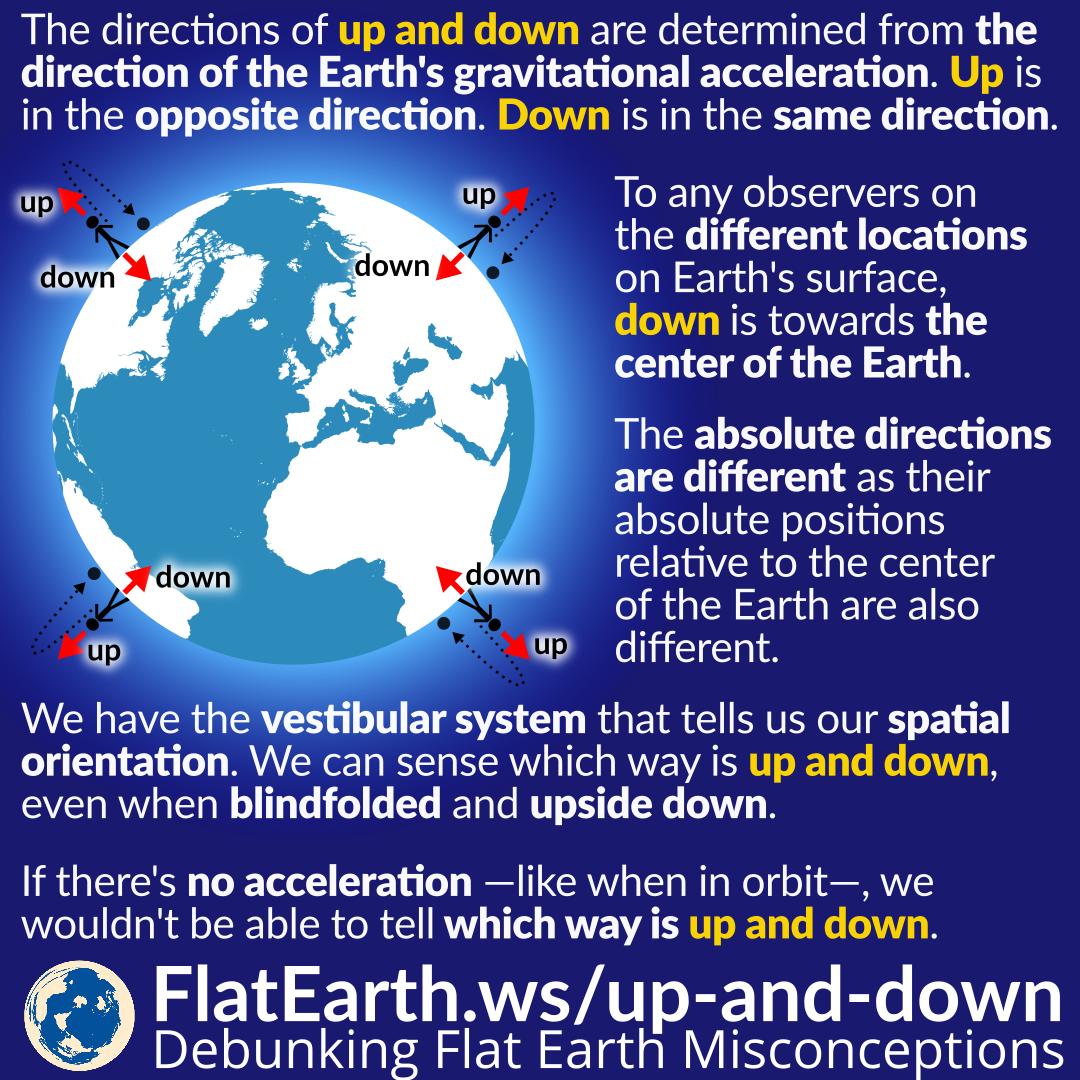 The directions of up and down are determined from the
direction of the Earth's gravitational acceleration. Up is
in the opposite direction. Down is in the same direction.
up
down
up
down
To any observers on
the different locations
on Earth's surface,
down is towards the
center of the Earth.
The absolute directions
are different as their
absolute positions
relative to the center
of the Earth are also
different.
down
up
down
up
We have the vestibular system that tells us our spatial
orientation. We can sense which way is up and down,
even when blindfolded and upside down.
If there's no acceleration —like when in orbit—, we
wouldn't be able to tell which way is up and down.
FlatEarth.ws/up-and-down
Debunking Flat Earth Misconceptions